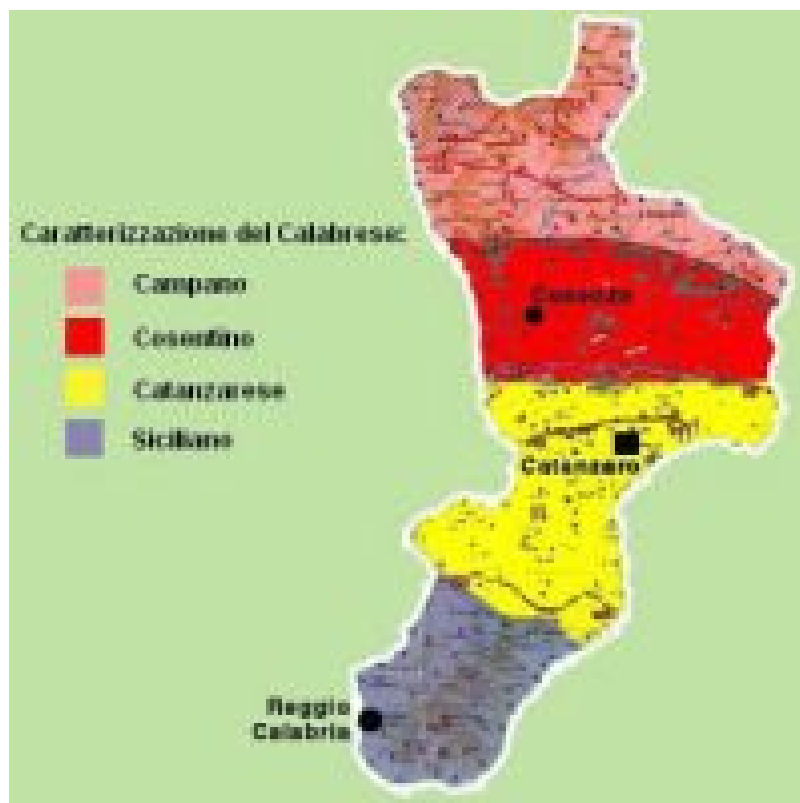 Caratterizzazione del Calabrese:
Campano
Cosentino
Catanzarese
Siciliano
Cosenza
Catanzaro
Reggio
Calabria